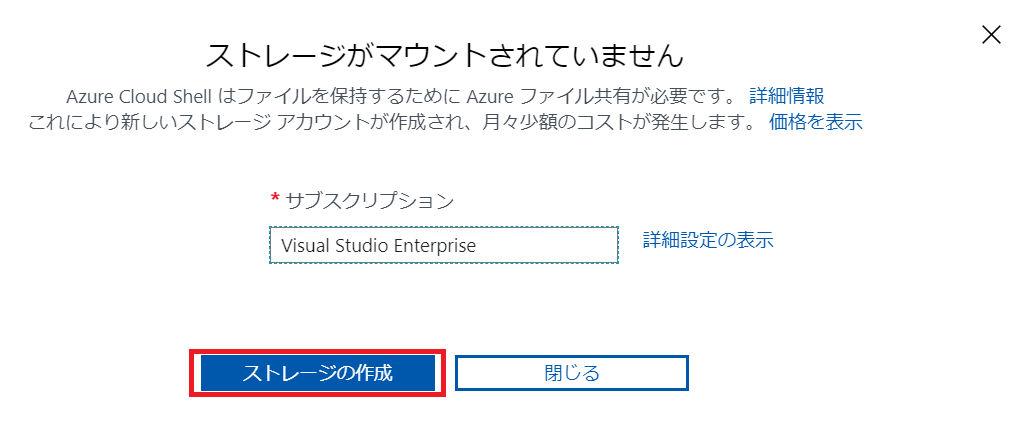 ストレージがマウントされていません
Azure Cloud Shell はファイルを保持するために Azure ファイル共有が必要です。 詳細情報
これにより新しいストレージ アカウントが作成され、月々少額のコストが発生します。 価格を表示
* サブスクリプション
Visual Studio Enterprise
詳細設定の表示
ストレージの作成
閉じる